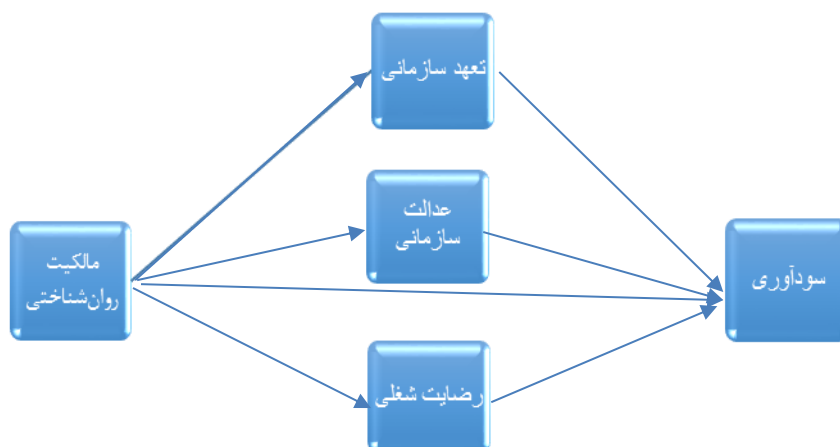 تعهد سازمانی
عدالت
سازمانی
مالکیت
روان‌شناختی
سودآوری
رضایت شغلی